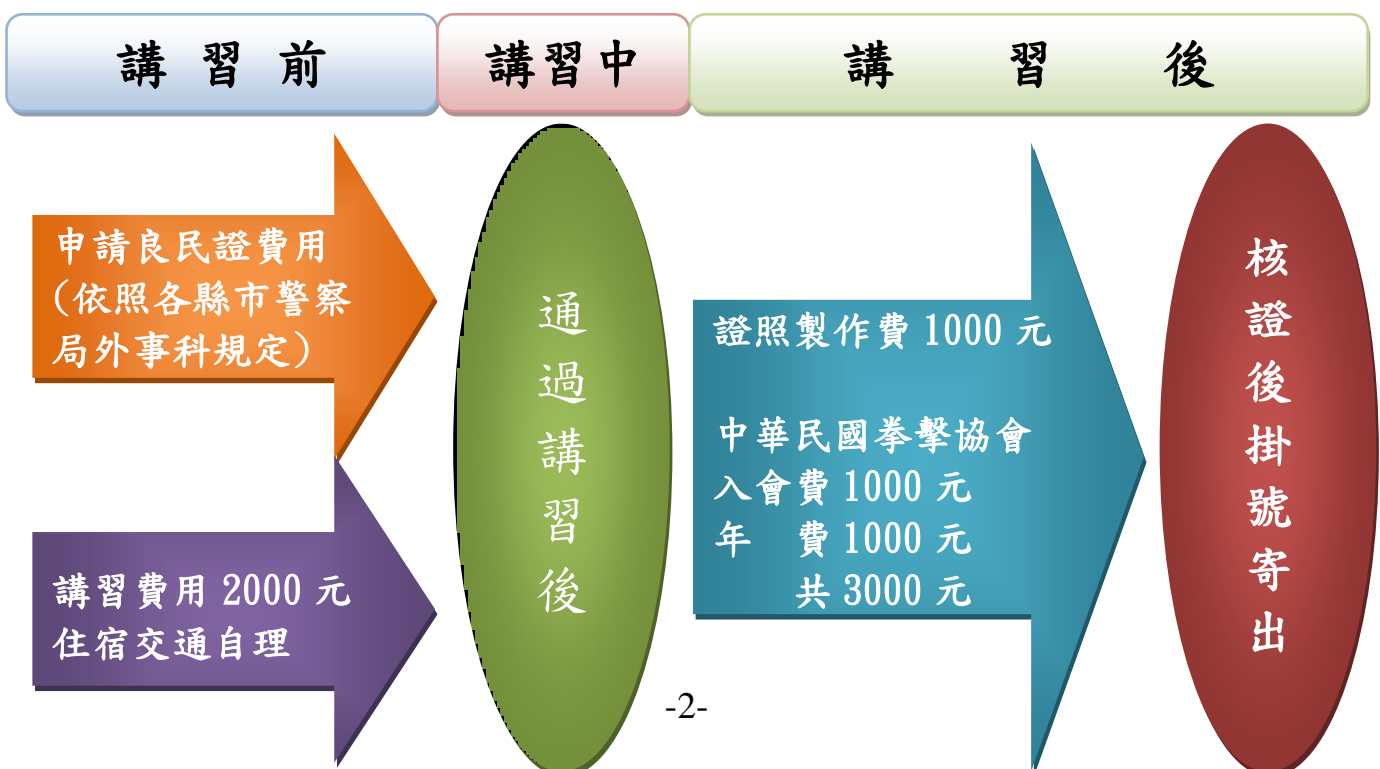 講習前
講習中
講習後
申請良民證費用
(依照各縣市警察
局外事科規定)
講習費用 2000 元
住宿交通自理
通過講習後
證照製作費 1000 元
中華民國拳擊協會
入會費 1000 元
年 費 1000 元
共 3000 元
核證後掛號寄出
-2-